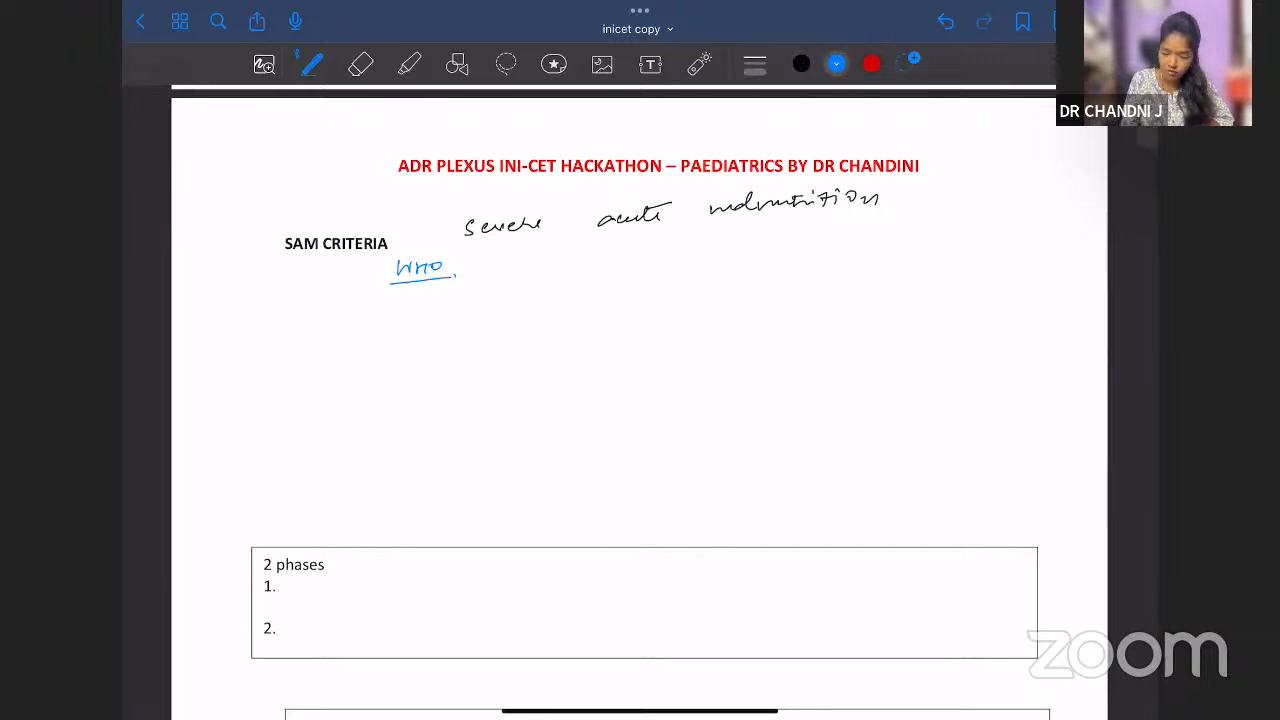 inicet copy
DR CHANDNI J
ADR PLEXUS INI-CET HACKATHON – PAEDIATRICS BY DR CHANDINI
Severe acute malnutrition
SAM CRITERIA
WHO.
2 phases
1.
2.
zoom